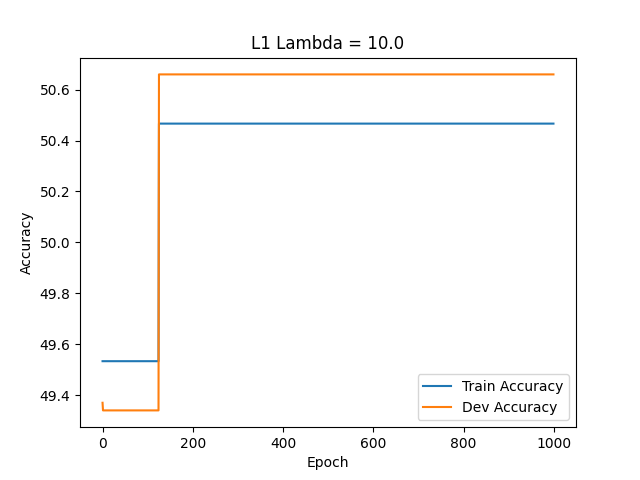 L1 Lambda = 10.0
50.6
50.4
50.2
50.0
49.8
49.6
49.4
Accuracy
Train Accuracy
Dev Accuracy
0 200 400 600 800 1000
Epoch